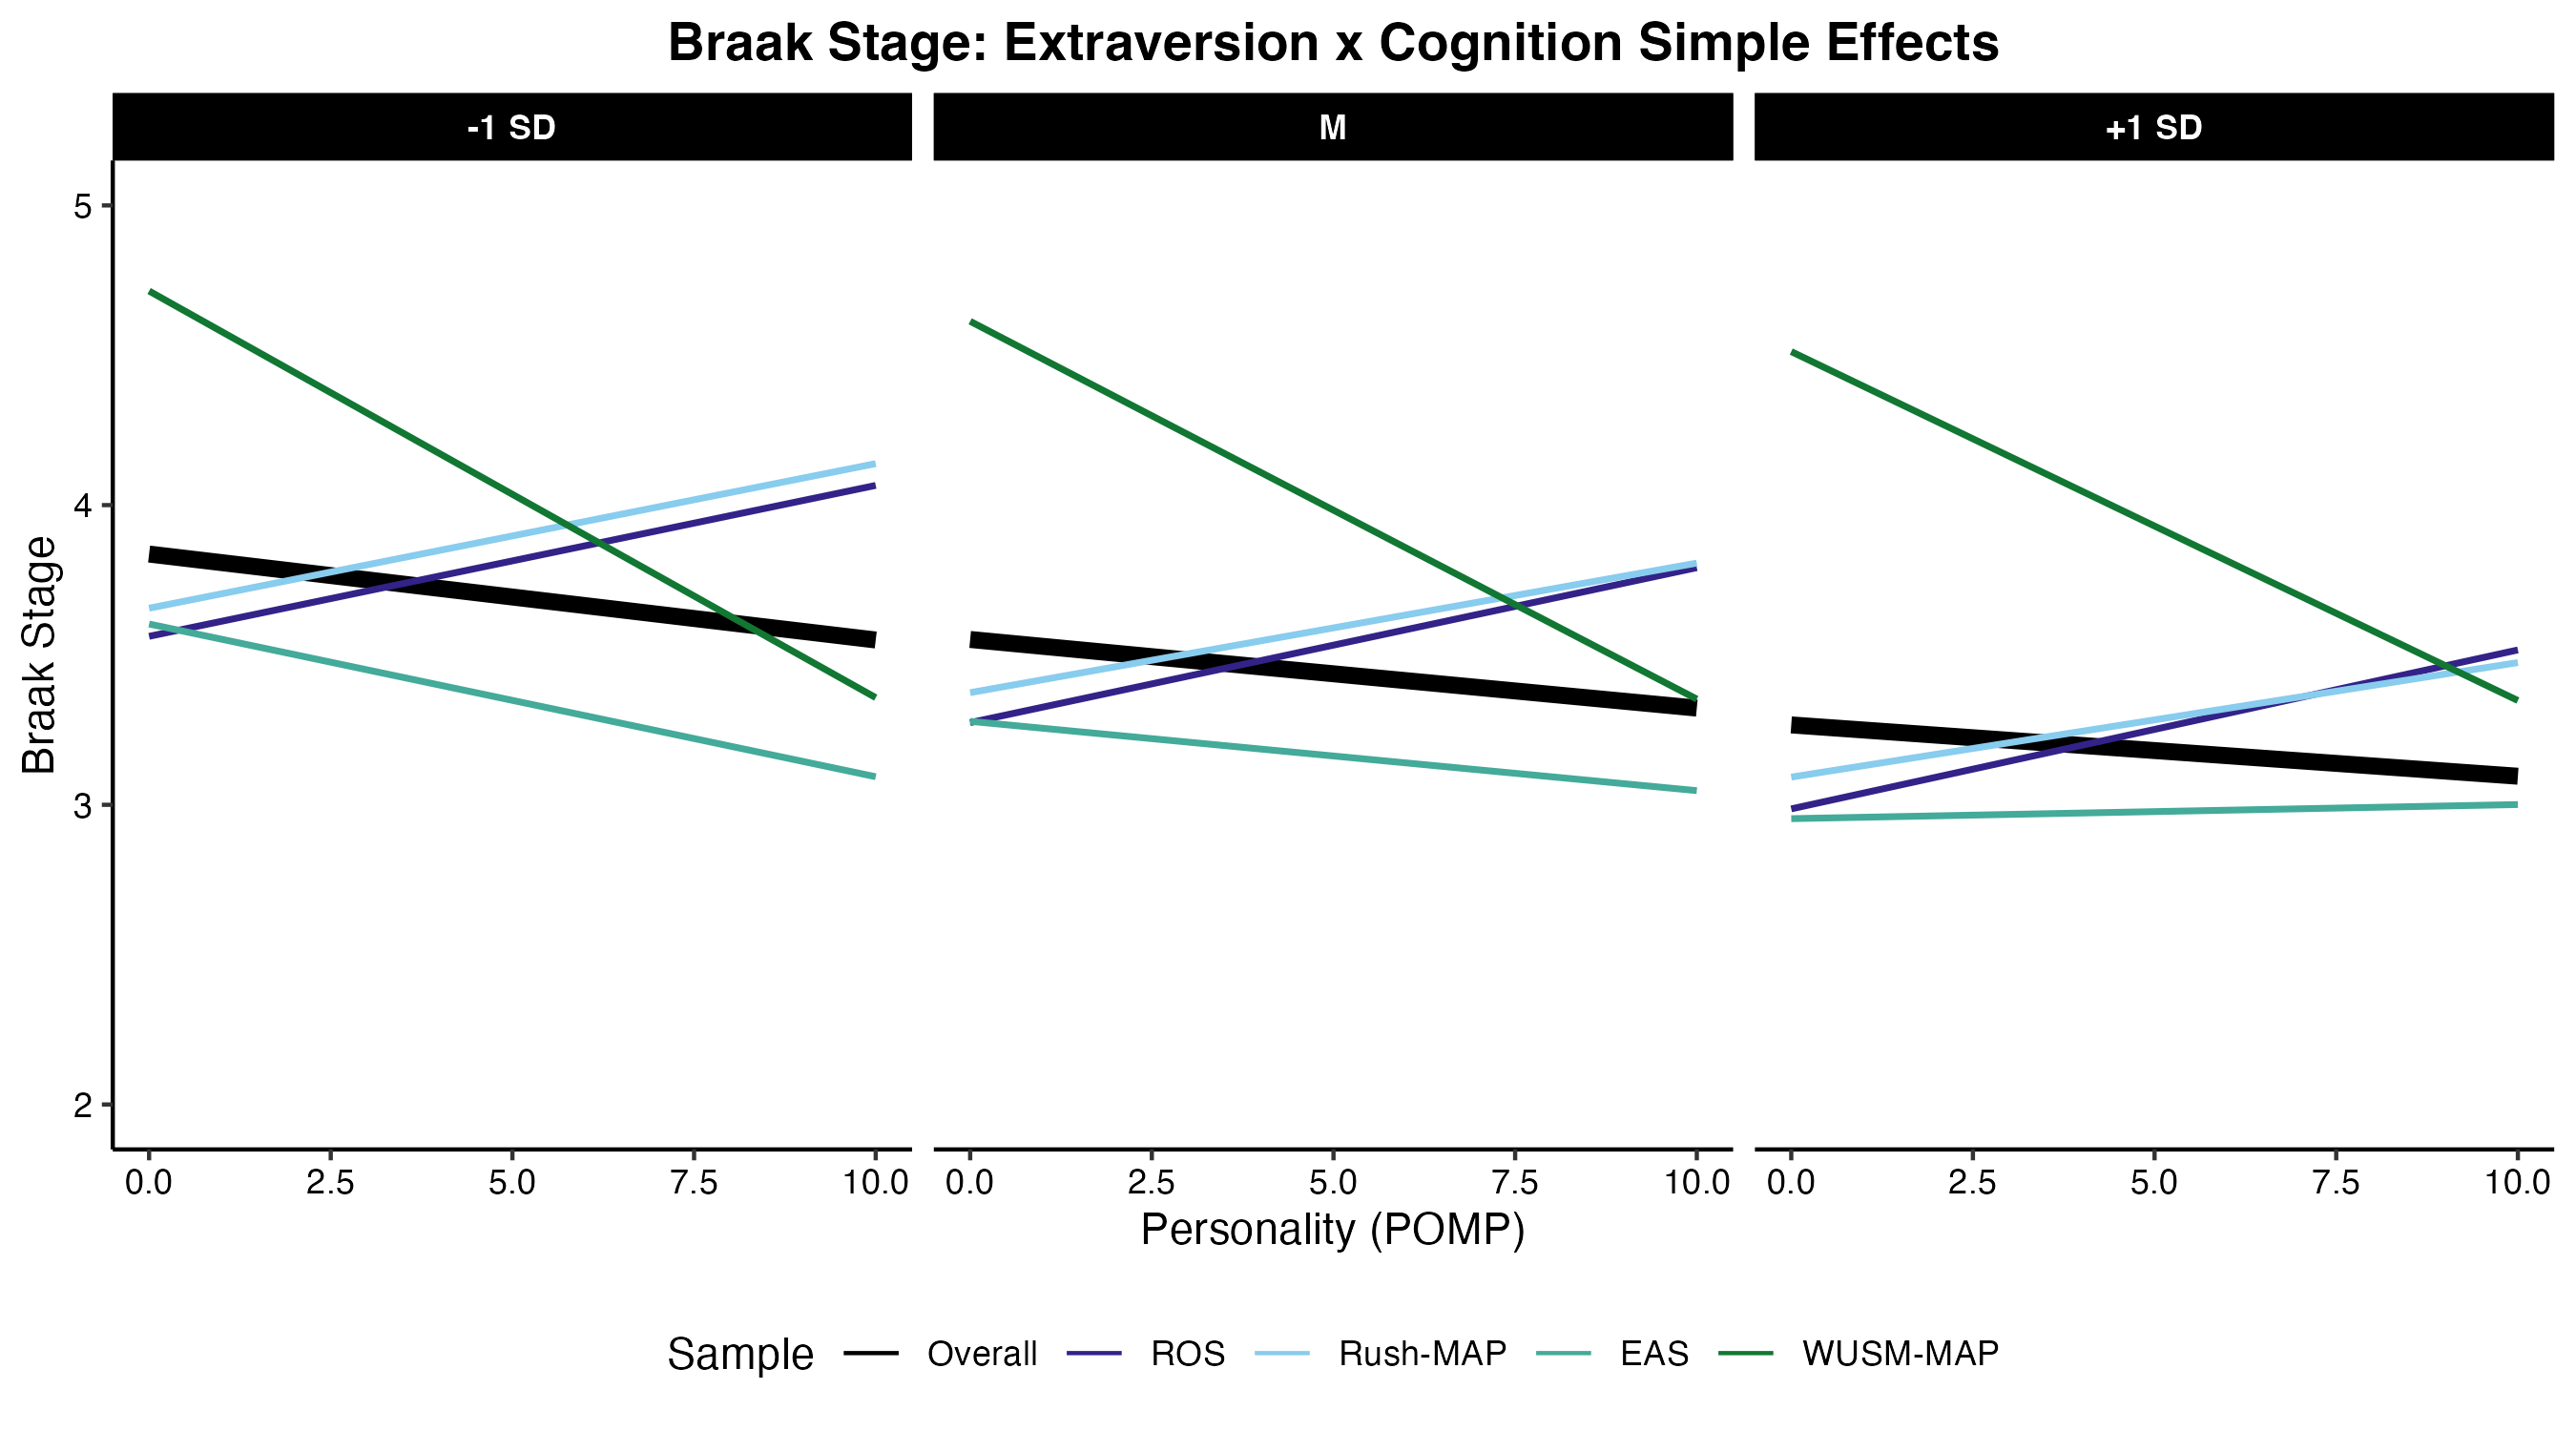 Braak Stage: Extraversion x Cognition Simple Effects
-1 SD
M
+1 SD
Braak Stage
5
4
3
2
0.0 2.5 5.0 7.5 10.0
0.0 2.5 5.0 7.5 10.0
0.0 2.5 5.0 7.5 10.0
Personality (POMP)
Sample Overall ROS Rush-MAP EAS WUSM-MAP